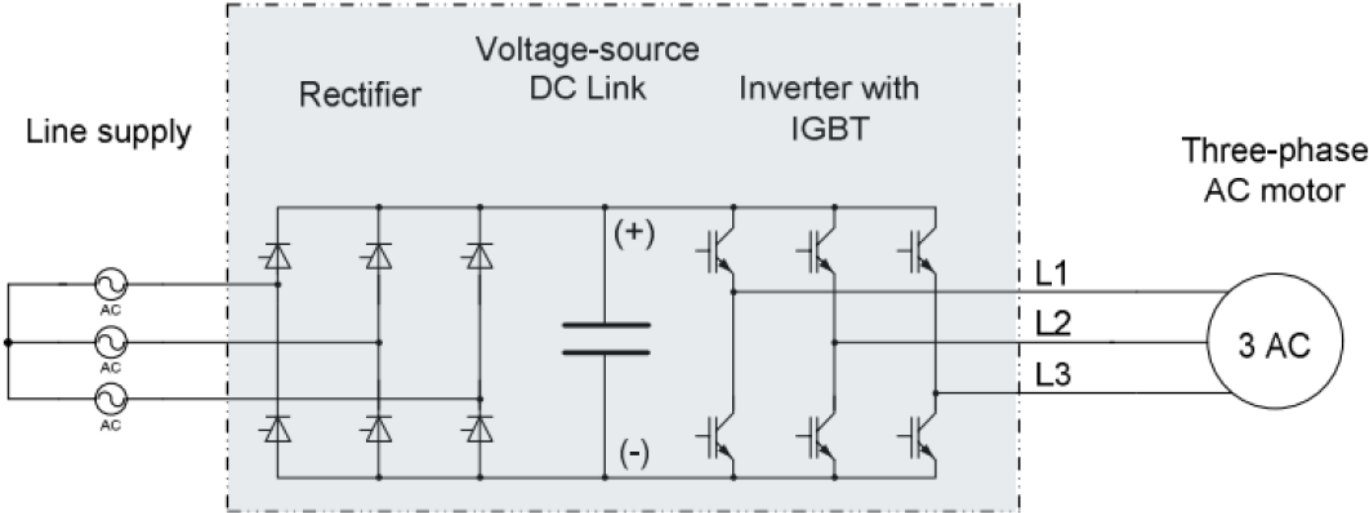 Voltage-source
DC Link
Rectifier
Inverter with
IGBT
Line supply
Three-phase
AC motor
(+)
L1
AC
L2
3 AC
AC
L3
AC
(-)